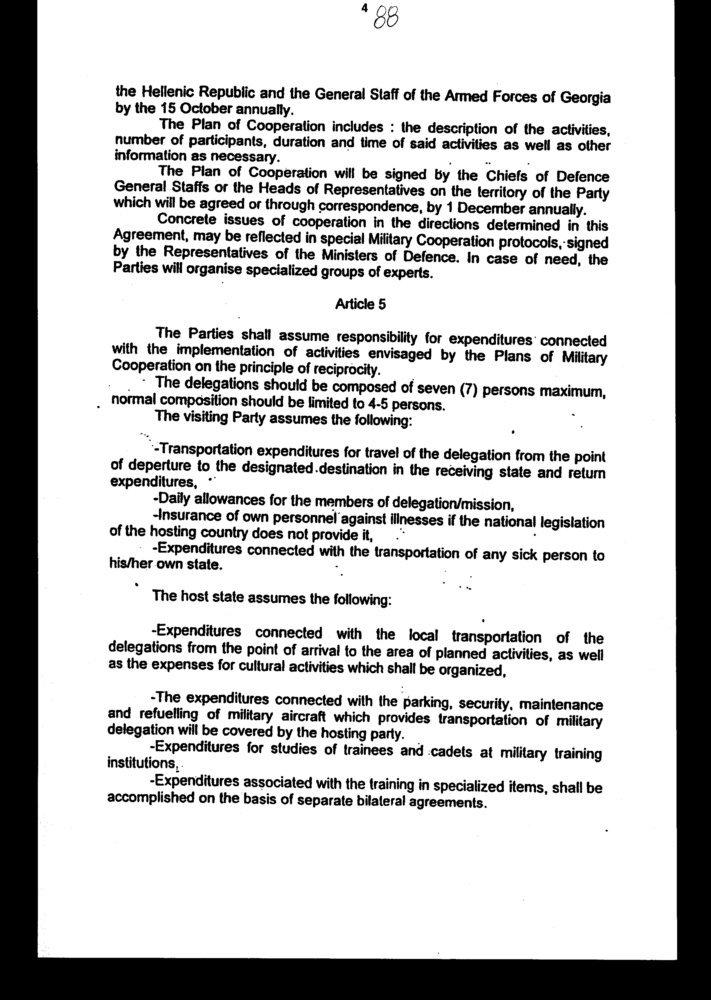 4 88
the Hellenic Republic and the General Staff of the Armed Forces of Georgia
by the 15 October annually.
The Plan of Cooperation includes : the description of the activities,
number of participants, duration and time of said activities as well as other
information as necessary.
The Plan of Cooperation will be signed by the Chiefs of Defence
General Staffs or the Heads of Representatives on the territory of the Party
which will be agreed or through correspondence, by 1 December annually.
Concrete issues of cooperation in the directions determined in this
Agreement, may be reflected in special Military Cooperation protocols, signed
by the Representatives of the Ministers of Defence. In case of need, the
Parties will organise specialized groups of experts.
Article 5
The Parties shall assume responsibility for expenditures connected
with the implementation of activities envisaged by the Plans of Military
Cooperation on the principle of reciprocity.
The delegations should be composed of seven (7) persons maximum,
normal composition should be limited to 4-5 persons.
The visiting Party assumes the following:
-Transportation expenditures for travel of the delegation from the point
of deperture to the designated destination in the receiving state and return
expenditures,
-Daily allowances for the members of delegation/mission,
-Insurance of own personnel against illnesses if the national legislation
of the hosting country does not provide it,
-Expenditures connected with the transportation of any sick person to
his/her own state.
The host state assumes the following:
-Expenditures connected with the local transportation of the
delegations from the point of arrival to the area of planned activities, as well
as the expenses for cultural activities which shall be organized,
-The expenditures connected with the parking, security, maintenance
and refuelling of military aircraft which provides transportation of military
delegation will be covered by the hosting party.
-Expenditures for studies of trainees and cadets at military training
institutions,
-Expenditures associated with the training in specialized items, shall be
accomplished on the basis of separate bilateral agreements.